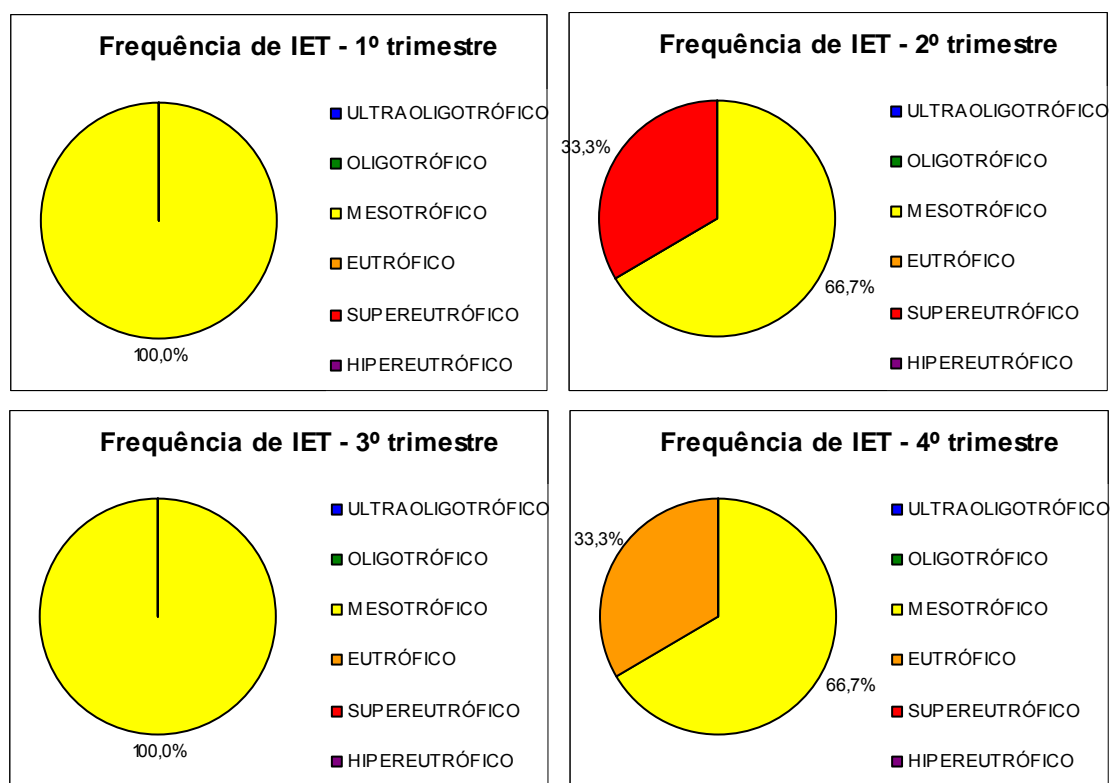 Frequência de IET - 1º trimestre
ULTRAOLIGOTRÓFICO
OLIGOTRÓFICO
MESOTRÓFICO
EUTRÓFICO
SUPEREUTRÓFICO
HIPEREUTRÓFICO
100,0%
Frequência de IET - 2º trimestre
33,3%
66,7%
ULTRAOLIGOTRÓFICO
OLIGOTRÓFICO
MESOTRÓFICO
EUTRÓFICO
SUPEREUTRÓFICO
HIPEREUTRÓFICO
Frequência de IET - 3º trimestre
ULTRAOLIGOTRÓFICO
OLIGOTRÓFICO
MESOTRÓFICO
EUTRÓFICO
SUPEREUTRÓFICO
HIPEREUTRÓFICO
100,0%
Frequência de IET - 4º trimestre
33,3%
66,7%
ULTRAOLIGOTRÓFICO
OLIGOTRÓFICO
MESOTRÓFICO
EUTRÓFICO
SUPEREUTRÓFICO
HIPEREUTRÓFICO